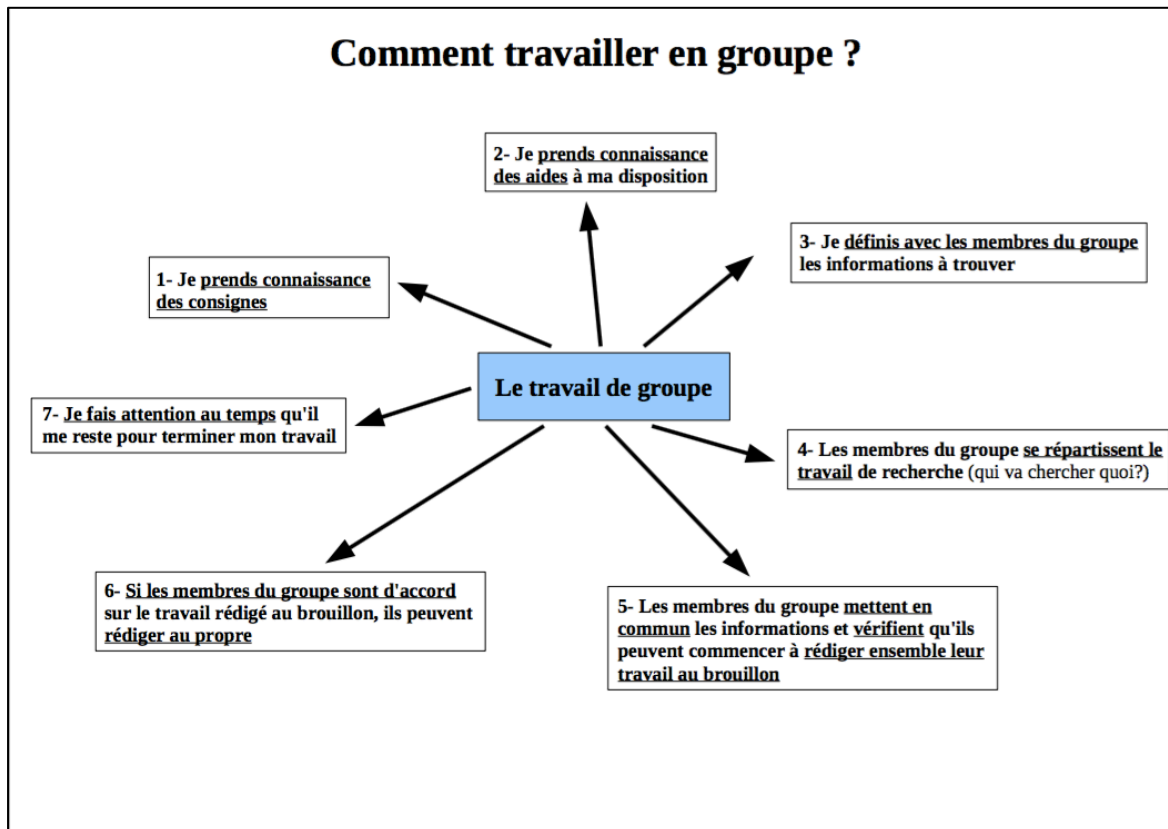 Comment travailler en groupe ?
1- Je prends connaissance
des consignes
2- Je prends connaissance
des aides à ma disposition
3- Je définis avec les membres du groupe
les informations à trouver
Le travail de groupe
4- Les membres du groupe se répartissent le
travail de recherche (qui va chercher quoi?)
5- Les membres du groupe mettent en
commun les informations et vérifient qu'ils
peuvent commencer à rédiger ensemble leur
travail au brouillon
6- Si les membres du groupe sont d'accord
sur le travail rédigé au brouillon, ils peuvent
rédiger au propre
7- Je fais attention au temps qu'il
me reste pour terminer mon travail